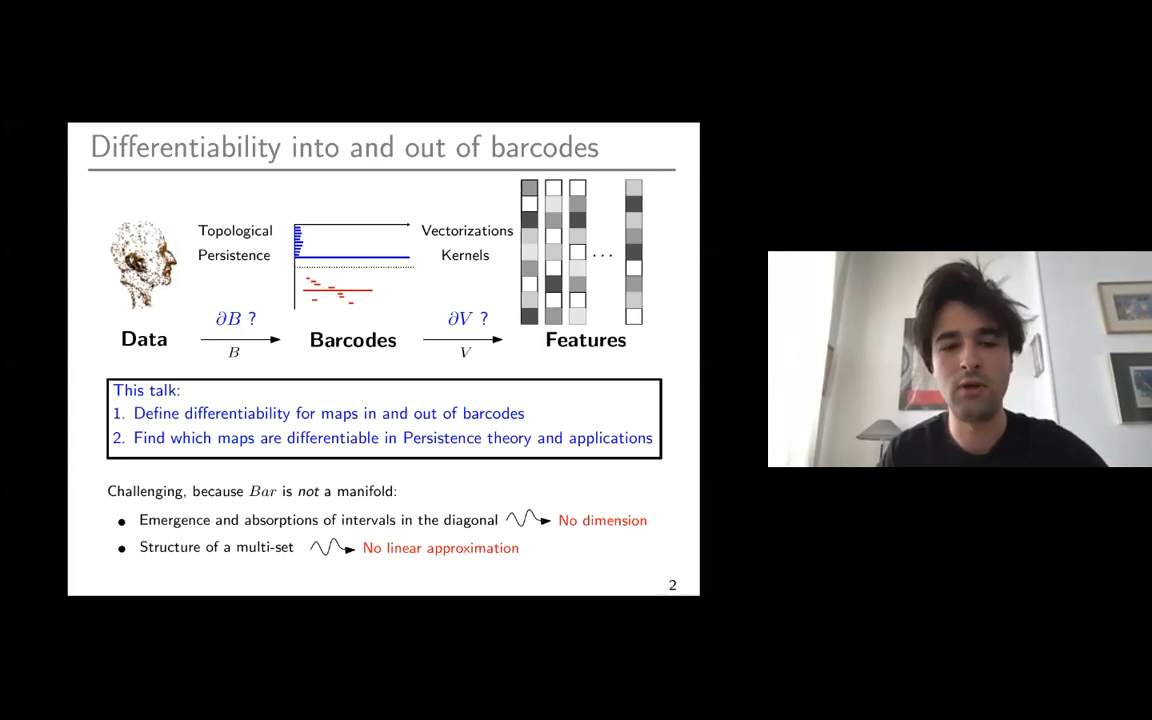 Differentiability into and out of barcodes
Topological
Persistence
Vectorizations
Kernels
...
∂B ?
∂V ?
Data
Barcodes
Features
B
V
This talk:
1. Define differentiability for maps in and out of barcodes
2. Find which maps are differentiable in Persistence theory and applications
Challenging, because Bar is not a manifold:
• Emergence and absorptions of intervals in the diagonal No dimension
• Structure of a multi-set No linear approximation
2